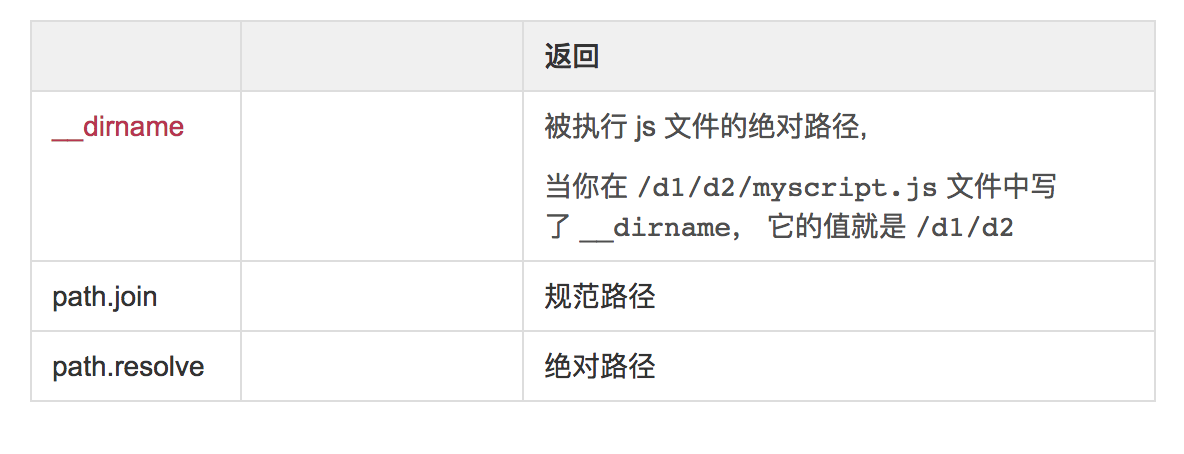 返回
__dirname
被执行 js 文件的绝对路径,
当你在 /d1/d2/myscript.js 文件中写
了 __dirname， 它的值就是 /d1/d2
path.join
规范路径
path.resolve
绝对路径